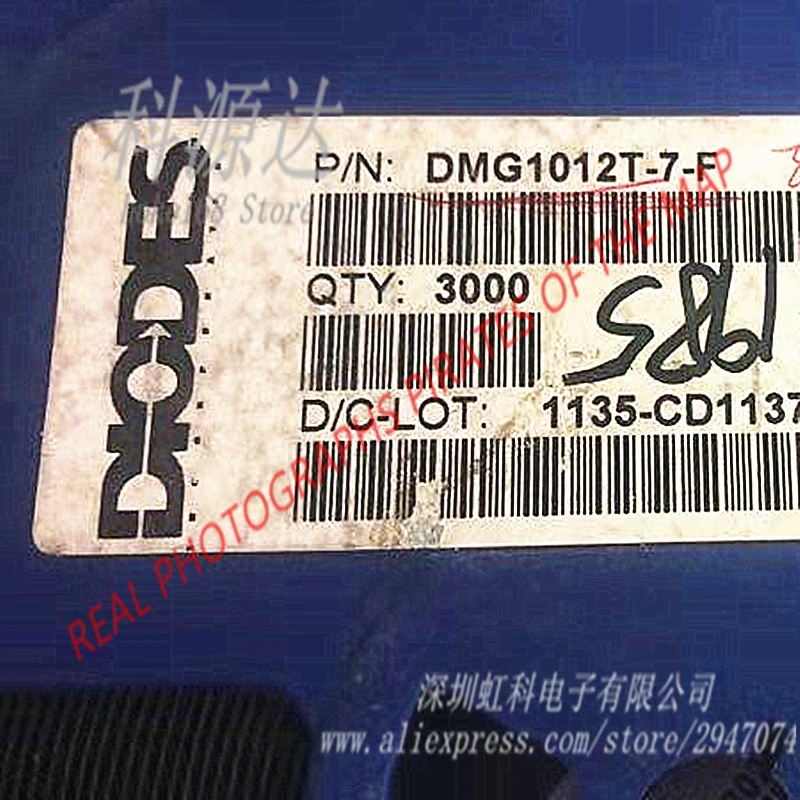 科源达
P/N: DMG1012T-7-F
Store
DIODES
QTY: 3000
1985
D/C-LOT: 1135-CD1137
REAL PHOTOGRAPHS PIRATES OF THE MAP
深圳虹科电子有限公司
www.aliexpress.com/store/2947074